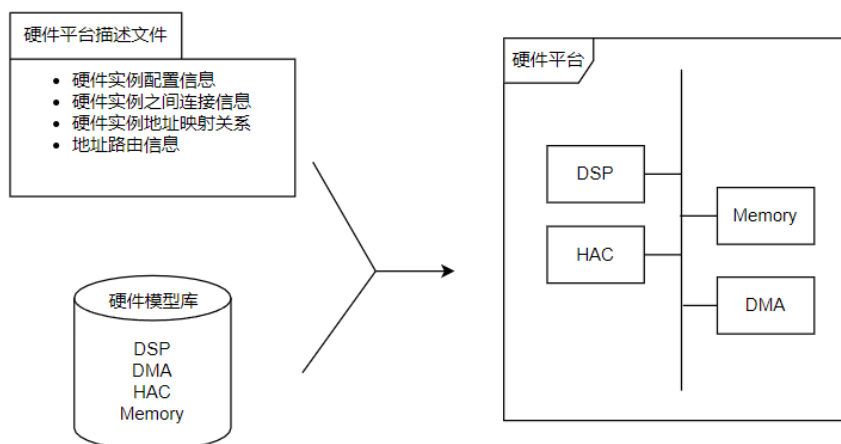 硬件平台描述文件
• 硬件实例配置信息
• 硬件实例之间连接信息
• 硬件实例地址映射关系
• 地址路由信息
硬件模型库
DSP
DMA
HAC
Memory
硬件平台
DSP
Memory
HAC
DMA